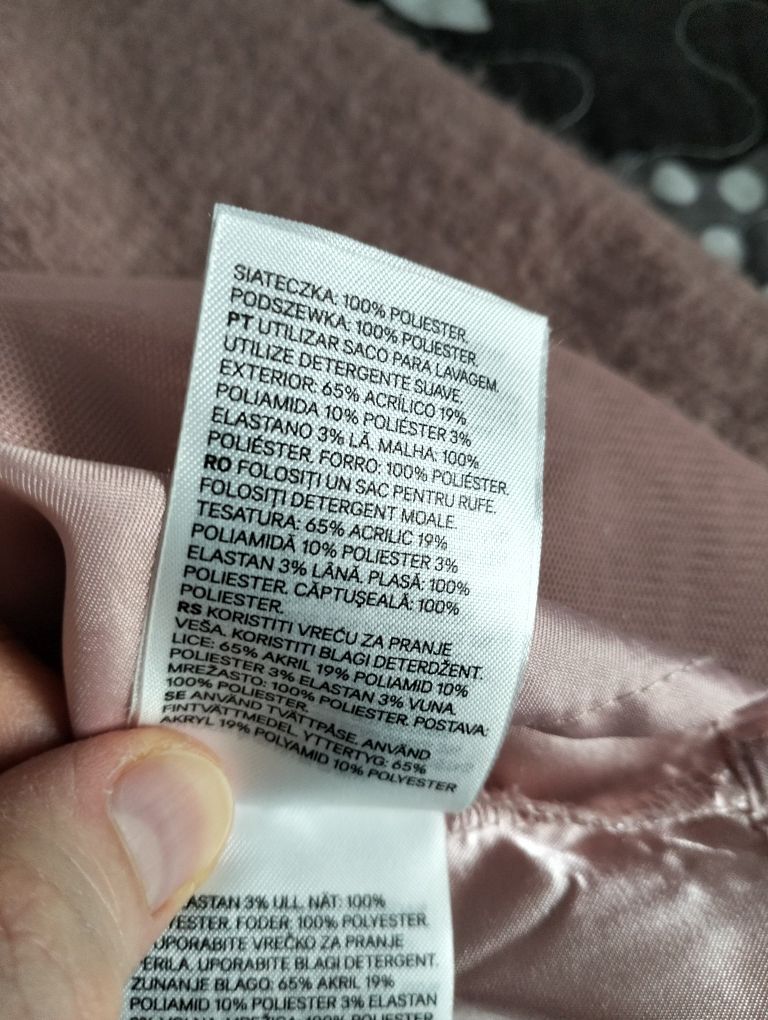 SIATECZKA: 100% POLIESTER.
PODSZEWKA: 100% POLIESTER.
PT UTILIZAR SACO PARA LAVAGEM.
UTILIZE DETERGENTE SUAVE.
EXTERIOR: 65% ACRÍLICO 19%
POLIAMIDA 10% POLIÉSTER 3%
ELASTANO 3% LÃ. MALHA: 100%
POLIÉSTER. FORRO: 100% POLIÉSTER.
RO FOLOSIȚI UN SAC PENTRU RUFE.
FOLOSIȚI DETERGENT MOALE.
TESATURA: 65% ACRILIC 19%
POLIAMIDĂ 10% POLIESTER 3%
ELASTAN 3% LÂNĂ. PLASĂ: 100%
POLIESTER. CĂPTUȘEALĂ: 100%
POLIESTER.
RS KORISTITI VREĆU ZA PRANJE
VEŠA. KORISTITI BLAGI DETERDŽENT.
LICE: 65% AKRIL 19% POLIAMID 10%
POLIESTER 3% ELASTAN 3% VUNA.
MREŽASTO: 100% POLIESTER. POSTAVA:
100% POLIESTER.
SE ANVÄND TVÄTTPÅSE. ANVÄND
FINTVÄTTMEDEL. YTTERTYG: 65%
AKRYL 19% POLYAMID 10% POLYESTER
ASTAN 3% ULL. NÄT: 100%
YESTER. FODER: 100% POLYESTER.
UPORABITE VREČKO ZA PRANJE
ERILA. UPORABITE BLAGI DETERGENT.
ZUNANJE BLAGO: 65% AKRIL 19%
POLIAMID 10% POLIESTER 3% ELASTAN